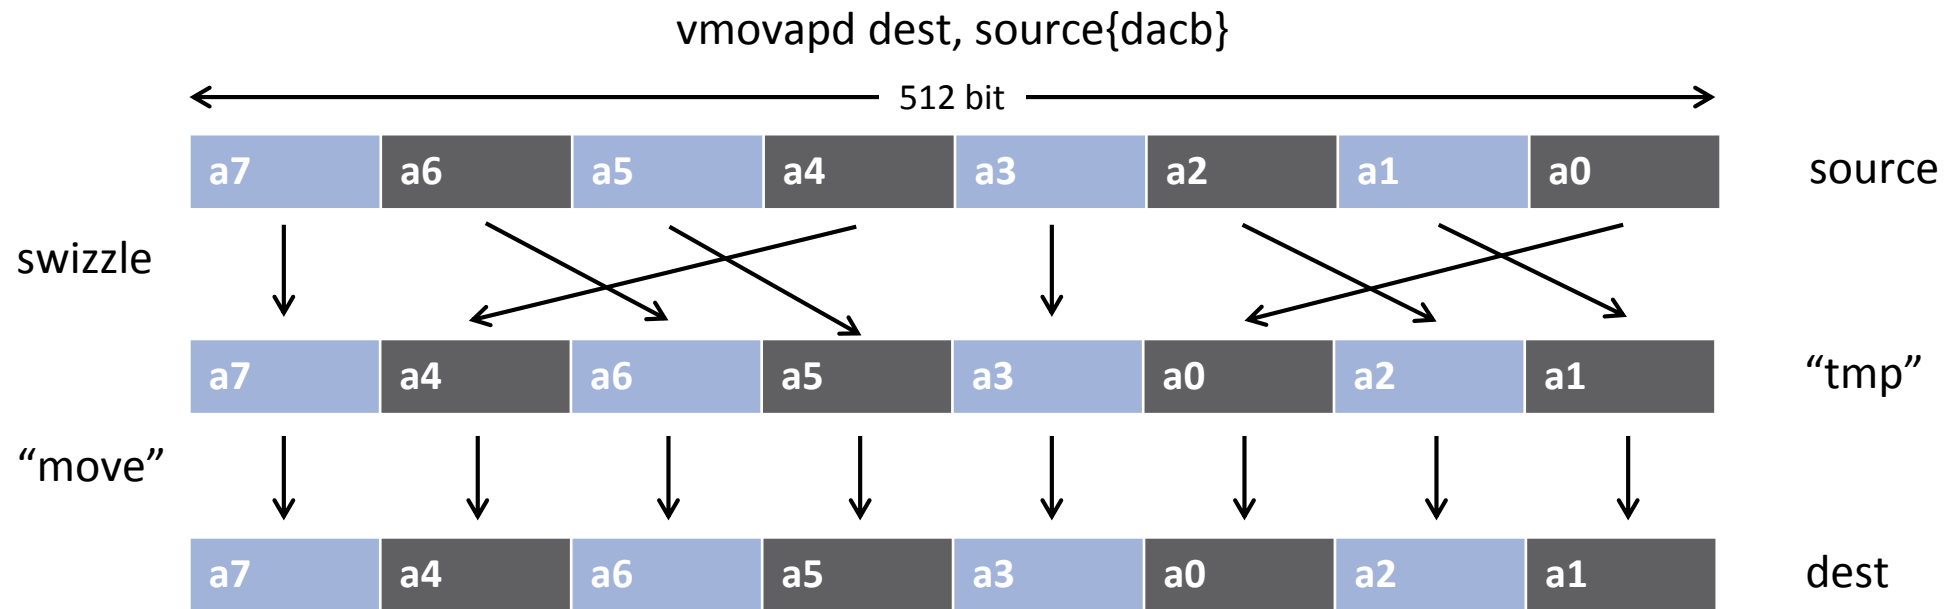 vmovapd dest, source{dacb}
512 bit
a7 a6 a5 a4 a3 a2 a1 a0 source
swizzle
a7 a4 a6 a5 a3 a0 a2 a1 “tmp”
“move”
a7 a4 a6 a5 a3 a0 a2 a1 dest